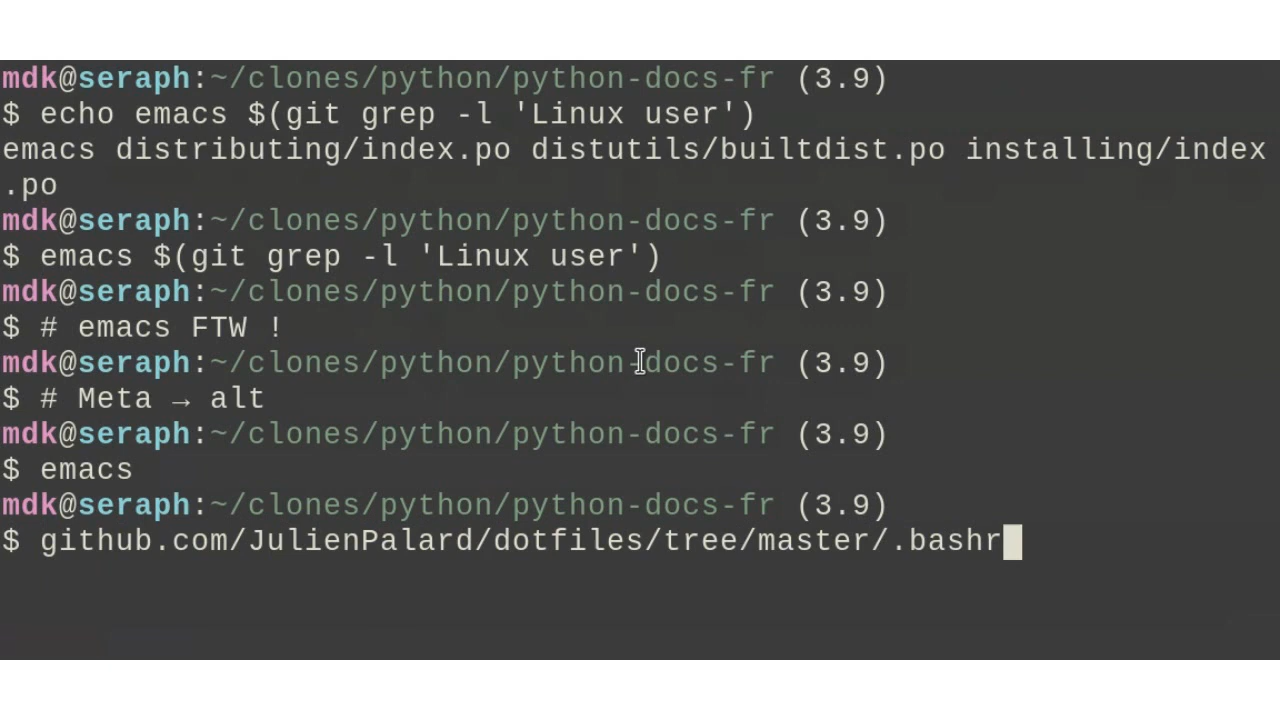 mdk@seraph:~/clones/python/python-docs-fr (3.9)
$ echo emacs $(git grep -l 'Linux user')
emacs distributing/index.po distutils/builtdist.po installing/index
.po
mdk@seraph:~/clones/python/python-docs-fr (3.9)
$ emacs $(git grep -l 'Linux user')
mdk@seraph:~/clones/python/python-docs-fr (3.9)
$ # emacs FTW !
mdk@seraph:~/clones/python/python-docs-fr (3.9)
$ # Meta → alt
mdk@seraph:~/clones/python/python-docs-fr (3.9)
$ emacs
mdk@seraph:~/clones/python/python-docs-fr (3.9)
$ github.com/JulienPalard/dotfiles/tree/master/.bashr